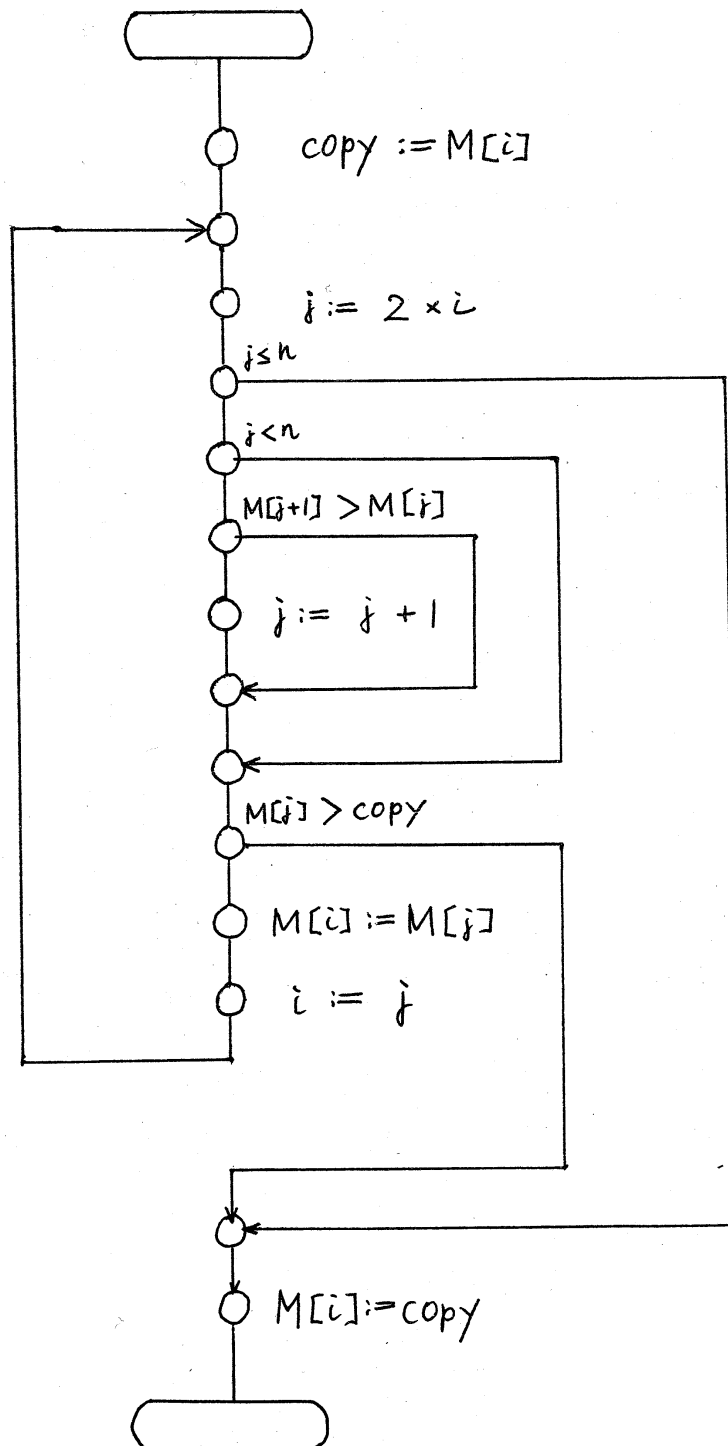 copy := M[i]
j := 2 × i
j ≤ n
j < n
M[j+1] > M[j]
j := j + 1
M[j] > copy
M[i] := M[j]
i := j
M[i] := copy